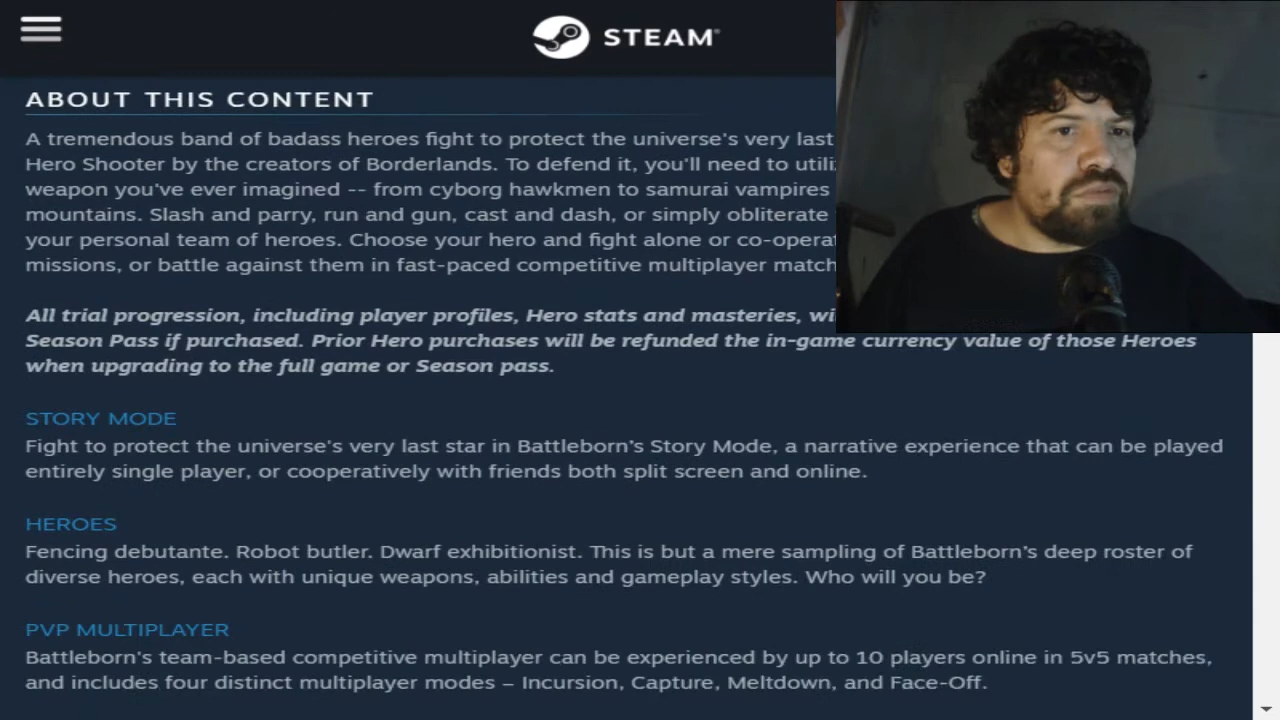 STEAM®
ABOUT THIS CONTENT
A tremendous band of badass heroes fight to protect the universe's very last
Hero Shooter by the creators of Borderlands. To defend it, you'll need to
weapon you've ever imagined -- from cyborg hawkmen to samurai vampires
mountains. Slash and parry, run and gun, cast and dash, or simply obliterate
your personal team of heroes. Choose your hero and fight alone or
missions, or battle against them in fast-paced competitive multiplayer
All trial progression, including player profiles, Hero stats and masteries,
Season Pass if purchased. Prior Hero purchases will be refunded the in-game currency value of those Heroes
when upgrading to the full game or Season pass.
STORY MODE
Fight to protect the universe's very last star in Battleborn's Story Mode, a narrative experience that can be played
entirely single player, or cooperatively with friends both split screen and online.
HEROES
Fencing debutante. Robot butler. Dwarf exhibitionist. This is but a mere sampling of Battleborn's deep roster of
diverse heroes, each with unique weapons, abilities and gameplay styles. Who will you be?
PVP MULTIPLAYER
Battleborn's team-based competitive multiplayer can be experienced by up to 10 players online in 5v5 matches,
and includes four distinct multiplayer modes – Incursion, Capture, Meltdown, and Face-Off.